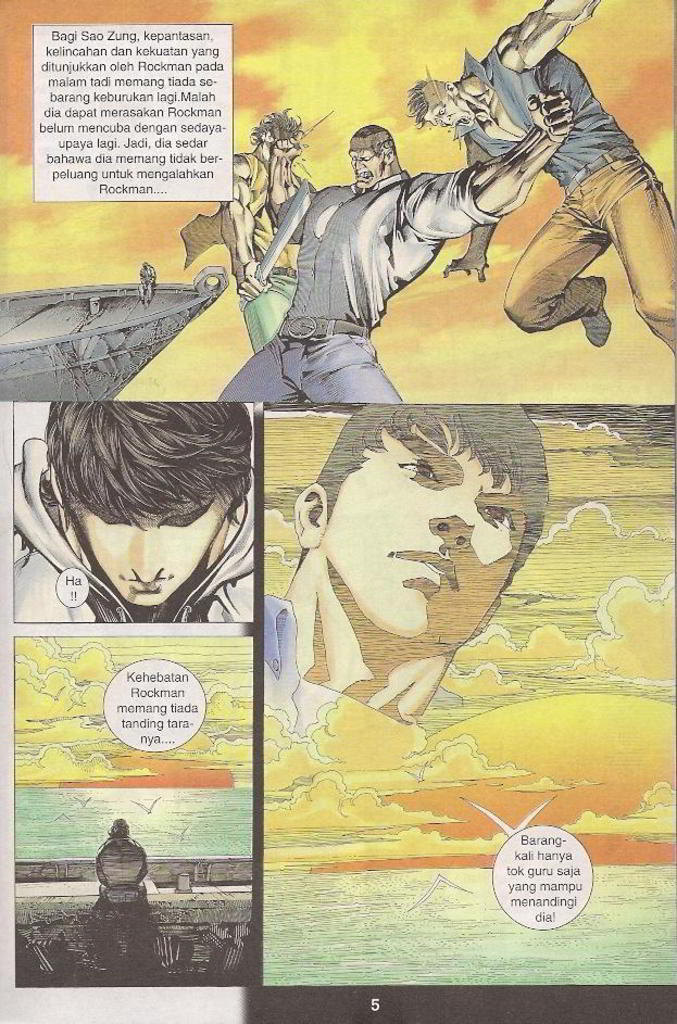 Bagi Sao Zung, kepantasan,
kelincahan dan kekuatan yang
ditunjukkan oleh Rockman pada
malam tadi memang tiada se-
barang keburukan lagi.Malah
dia dapat merasakan Rockman
belum mencuba dengan sedaya-
upaya lagi. Jadi, dia sedar
bahawa dia memang tidak ber-
peluang untuk mengalahkan
Rockman....
Ha
!!
Kehebatan
Rockman
memang tiada
tanding tara-
nya....
Barang-
kali hanya
tok guru saja
yang mampu
menandingi
dia!
5